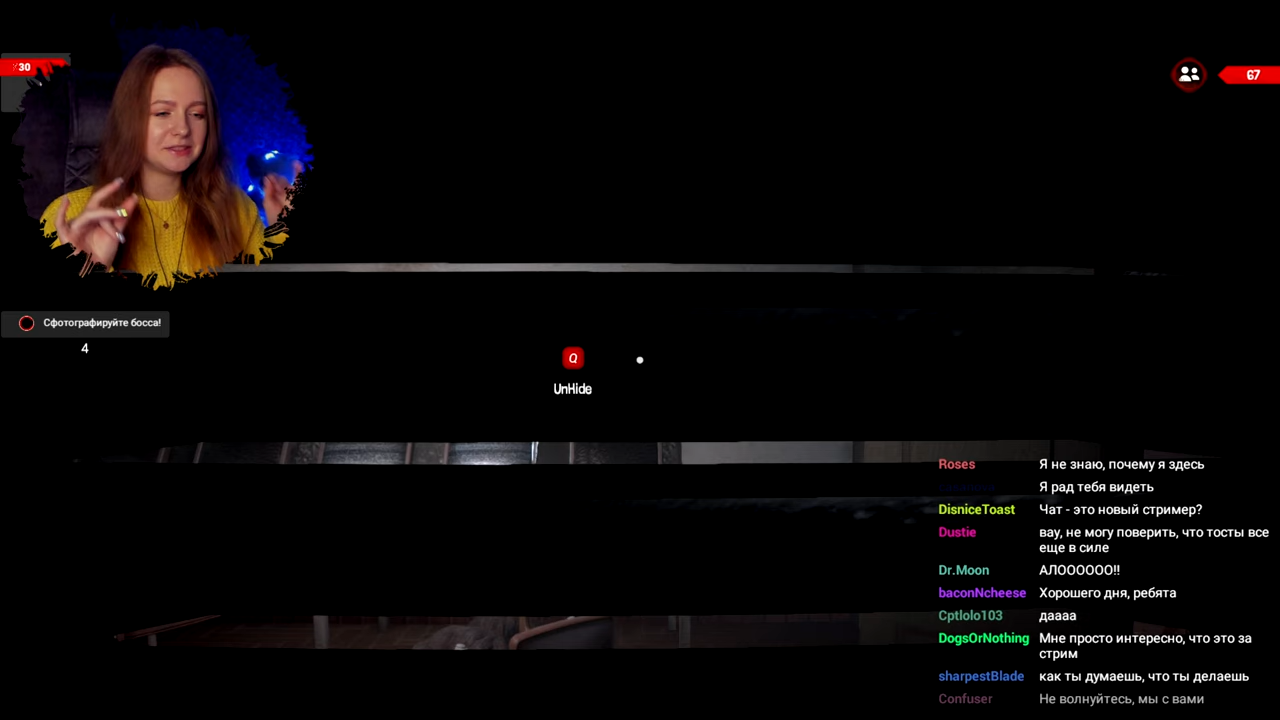 30
67
Сфотографируйте босса!
4
Q
UnHide
Roses Я не знаю, почему я здесь
Я рад тебя видеть
DisniceToast Чат - это новый стример?
Dustie вау, не могу поверить, что тосты все
еще в силе
Dr.Moon АЛОООООО!!
baconNcheese Хорошего дня, ребята
Cptlolo103 даааа
DogsOrNothing Мне просто интересно, что это за
стрим
sharpestBlade как ты думаешь, что ты делаешь
Confuser Не волнуйтесь, мы с вами